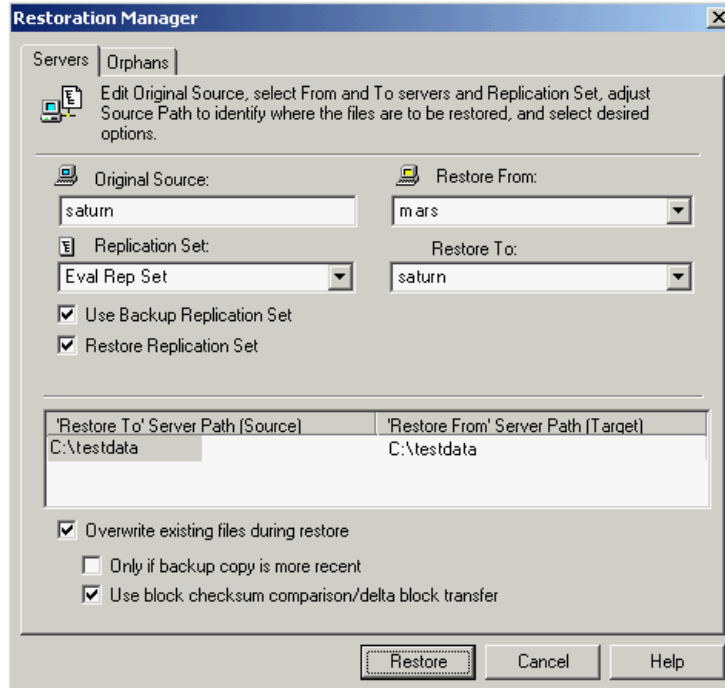 Restoration Manager
Servers
Orphans
Edit Original Source, select From and To servers and Replication Set, adjust
Source Path to identify where the files are to be restored, and select desired
options.
Original Source:
Restore From:
saturn
mars
Replication Set:
Restore To:
Eval Rep Set
saturn
Use Backup Replication Set
Restore Replication Set
'Restore To' Server Path (Source)
'Restore From' Server Path (Target)
C:\testdata
C:\testdata
Overwrite existing files during restore
Only if backup copy is more recent
Use block checksum comparison/delta block transfer
Restore
Cancel
Help